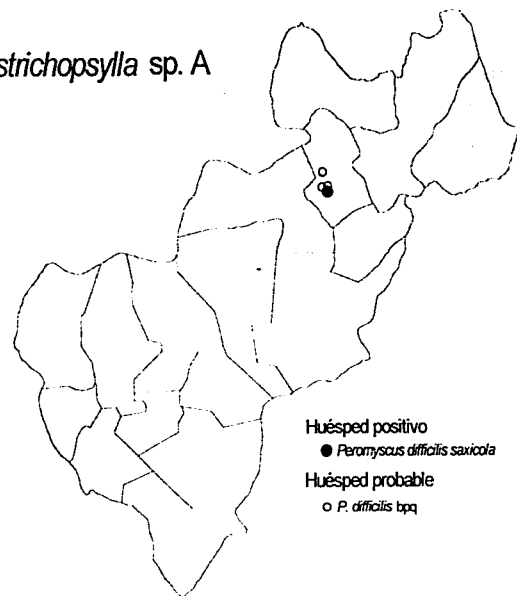 strichopsylla sp. A
Huésped positivo
● Peromyscus difficilis saxicola
Huésped probable
○ P. difficilis bpq